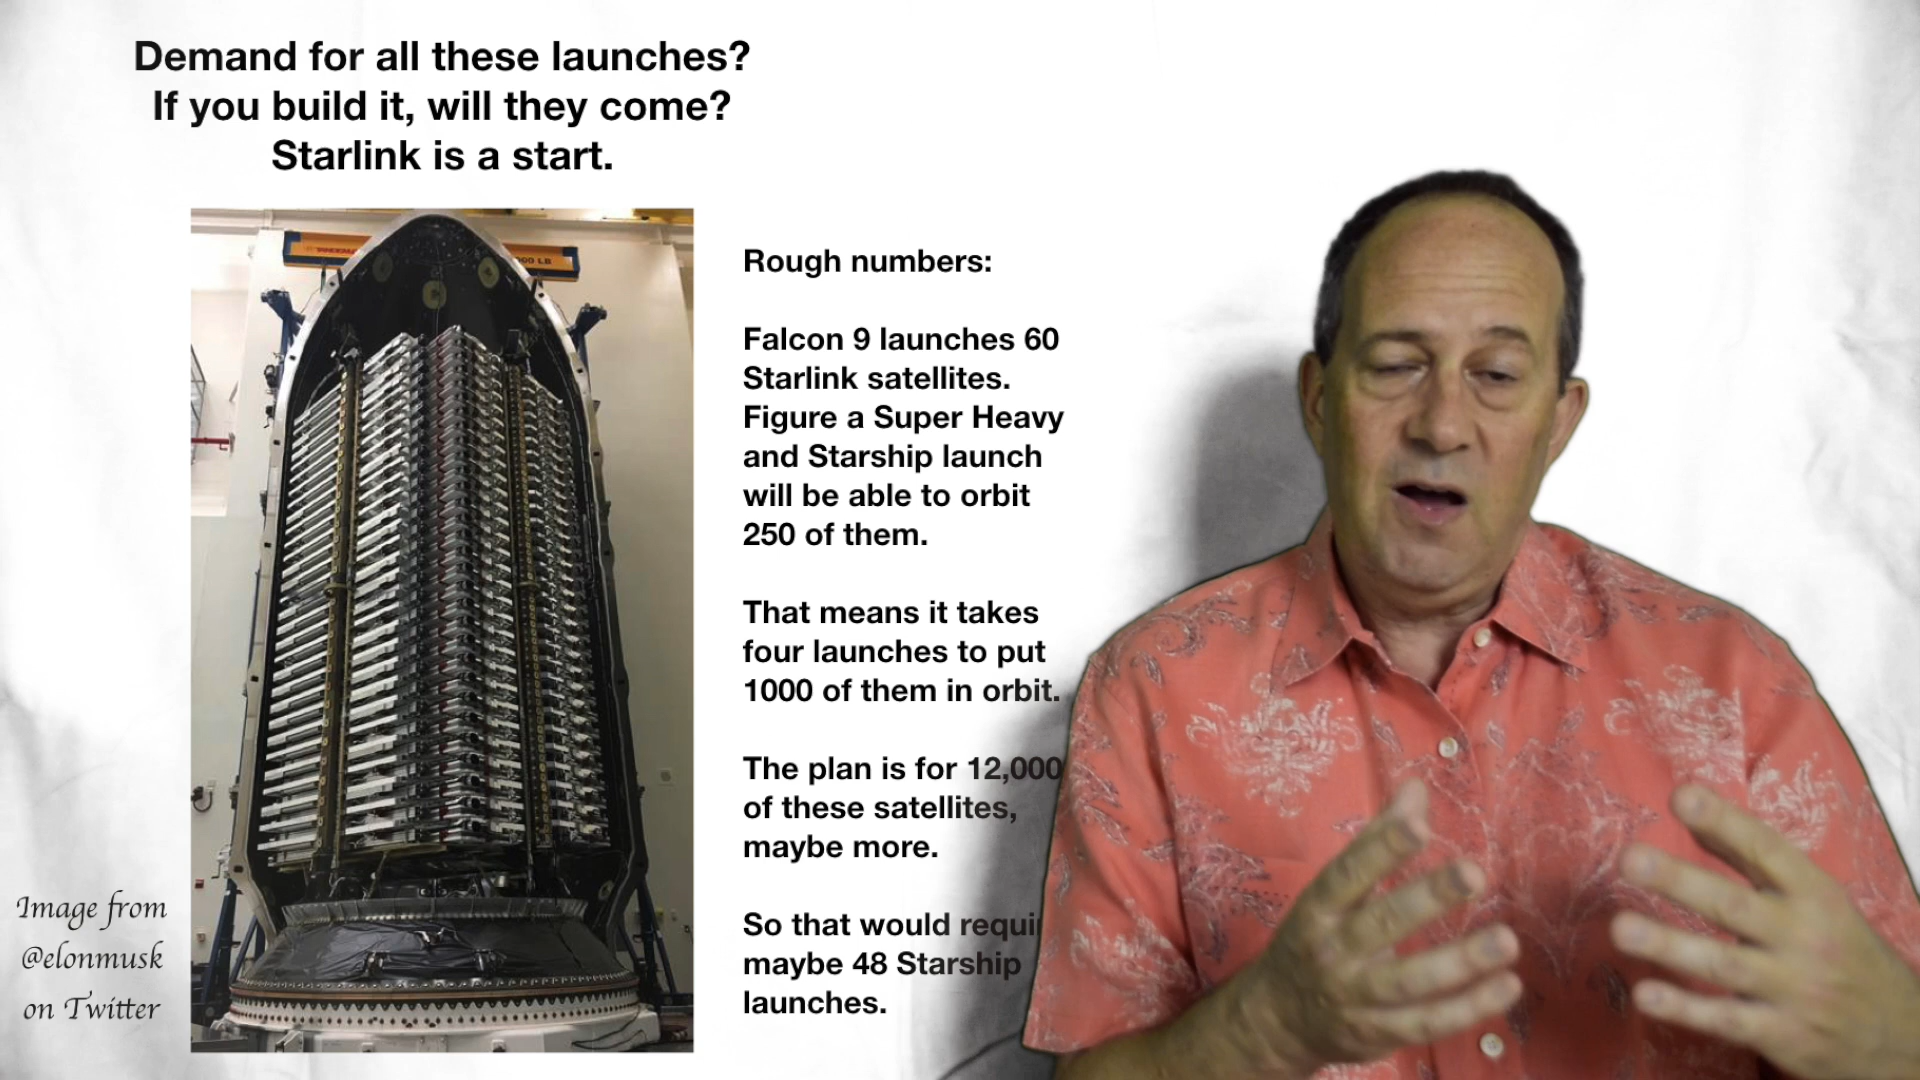 Demand for all these launches?
If you build it, will they come?
Starlink is a start.
000 LB
Rough numbers:
Falcon 9 launches 60
Starlink satellites.
Figure a Super Heavy
and Starship launch
will be able to orbit
250 of them.
That means it takes
four launches to put
1000 of them in orbit.
The plan is for 12,000
of these satellites,
maybe more.
So that would requi
maybe 48 Starship
launches.
Image from
@elonmusk
on Twitter